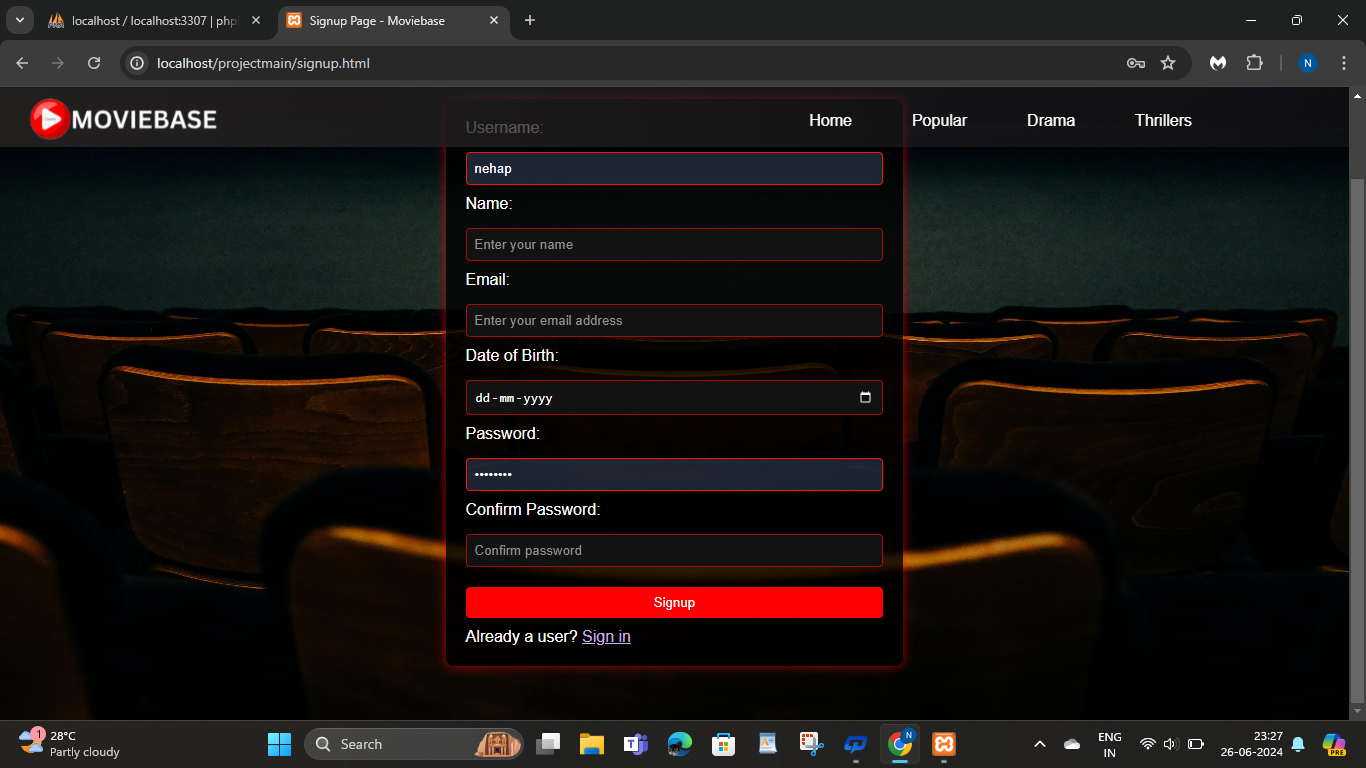 localhost / localhost:3307 | php
Signup Page - Moviebase
localhost/projectmain/signup.html
N
MOVIEBASE
Home
Popular
Drama
Thrillers
Username:
nehap
Name:
Enter your name
Email:
Enter your email address
Date of Birth:
dd-mm-yyyy
Password:
••••••••
Confirm Password:
Confirm password
Signup
Already a user? Sign in
1
28°C
Partly cloudy
Search
N
ENG
IN
23:27
26-06-2024
PRE